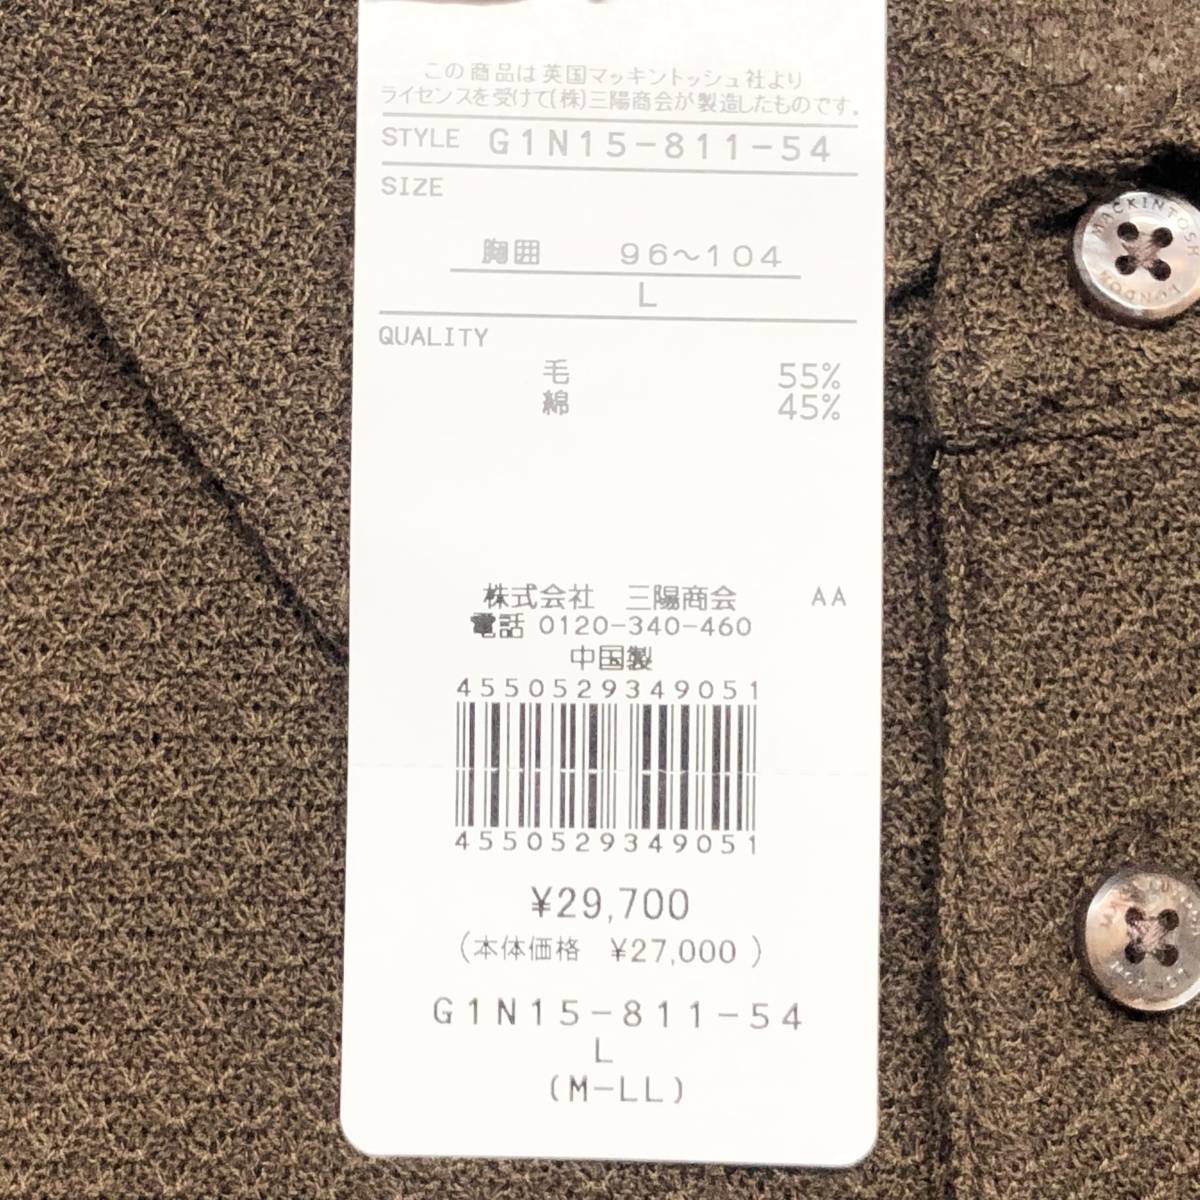 この商品は英国マッキントッシュ社より
ライセンスを受けて(株)三陽商会が製造したものです。
STYLE G1N15-811-54
SIZE
胸囲 96～104
L
QUALITY
毛 55%
綿 45%
株式会社 三陽商会 AA
電話 0120-340-460
中国製
4550529349051
4550529349051
¥29,700
(本体価格 ¥27,000)
G1N15-811-54
L
(M-LL)
MACKINTOSH
LONDON